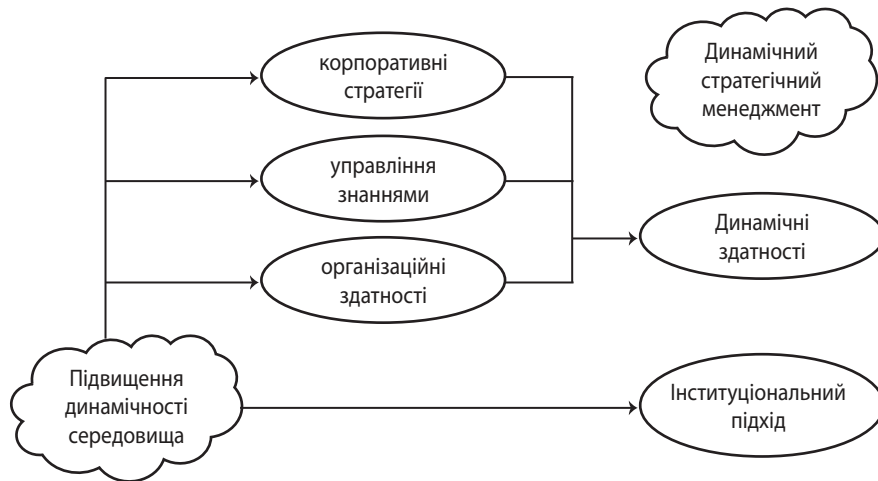 корпоративні
стратегії
Динамічний
стратегічний
менеджмент
управління
знаннями
Динамічні
здатності
організаційні
здатності
Підвищення
динамічності
середовища
Інституціональний
підхід